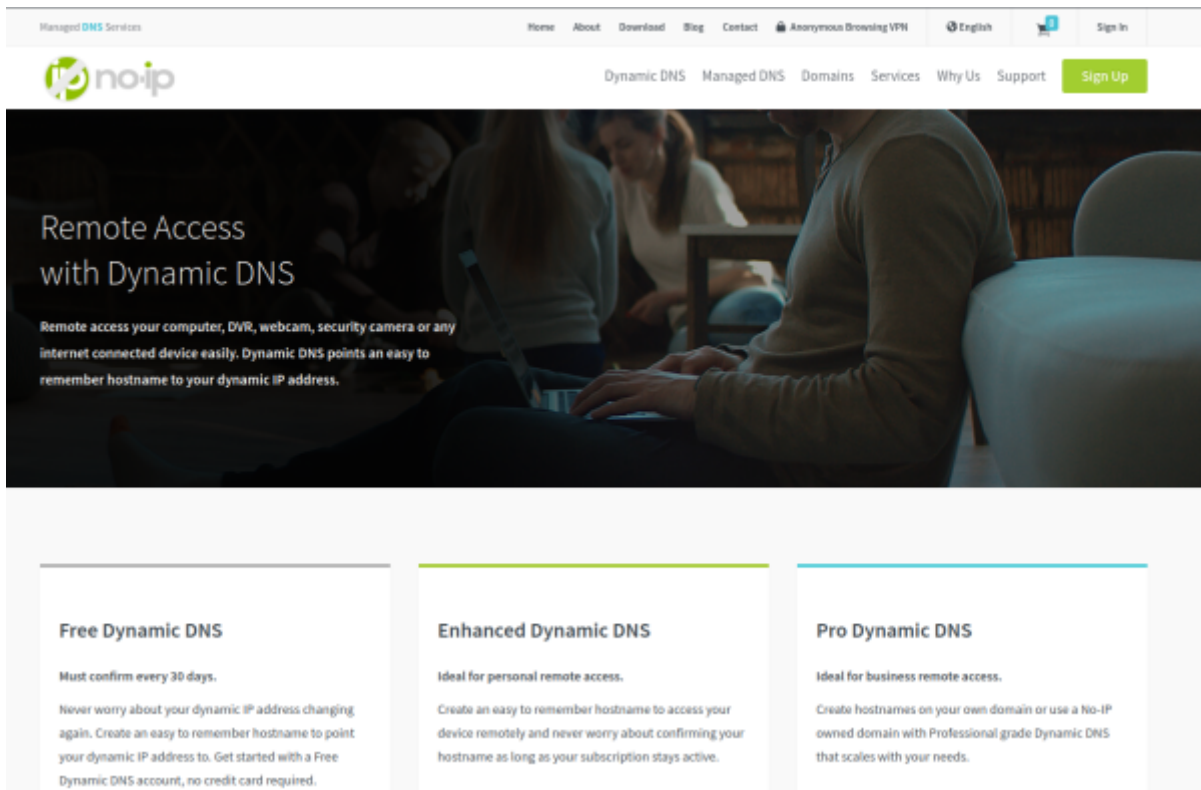 Managed DNS Services
Home About Download Blog Contact Anonymous Browsing VPN English 0 Sign In
no-ip
Dynamic DNS Managed DNS Domains Services Why Us Support Sign Up
Remote Access
with Dynamic DNS
Remote access your computer, DVR, webcam, security camera or any
internet connected device easily. Dynamic DNS points an easy to
remember hostname to your dynamic IP address.
Free Dynamic DNS
Must confirm every 30 days.
Never worry about your dynamic IP address changing
again. Create an easy to remember hostname to point
your dynamic IP address to. Get started with a Free
Dynamic DNS account, no credit card required.
Enhanced Dynamic DNS
Ideal for personal remote access.
Create an easy to remember hostname to access your
device remotely and never worry about confirming your
hostname as long as your subscription stays active.
Pro Dynamic DNS
Ideal for business remote access.
Create hostnames on your own domain or use a No-IP
owned domain with Professional grade Dynamic DNS
that scales with your needs.